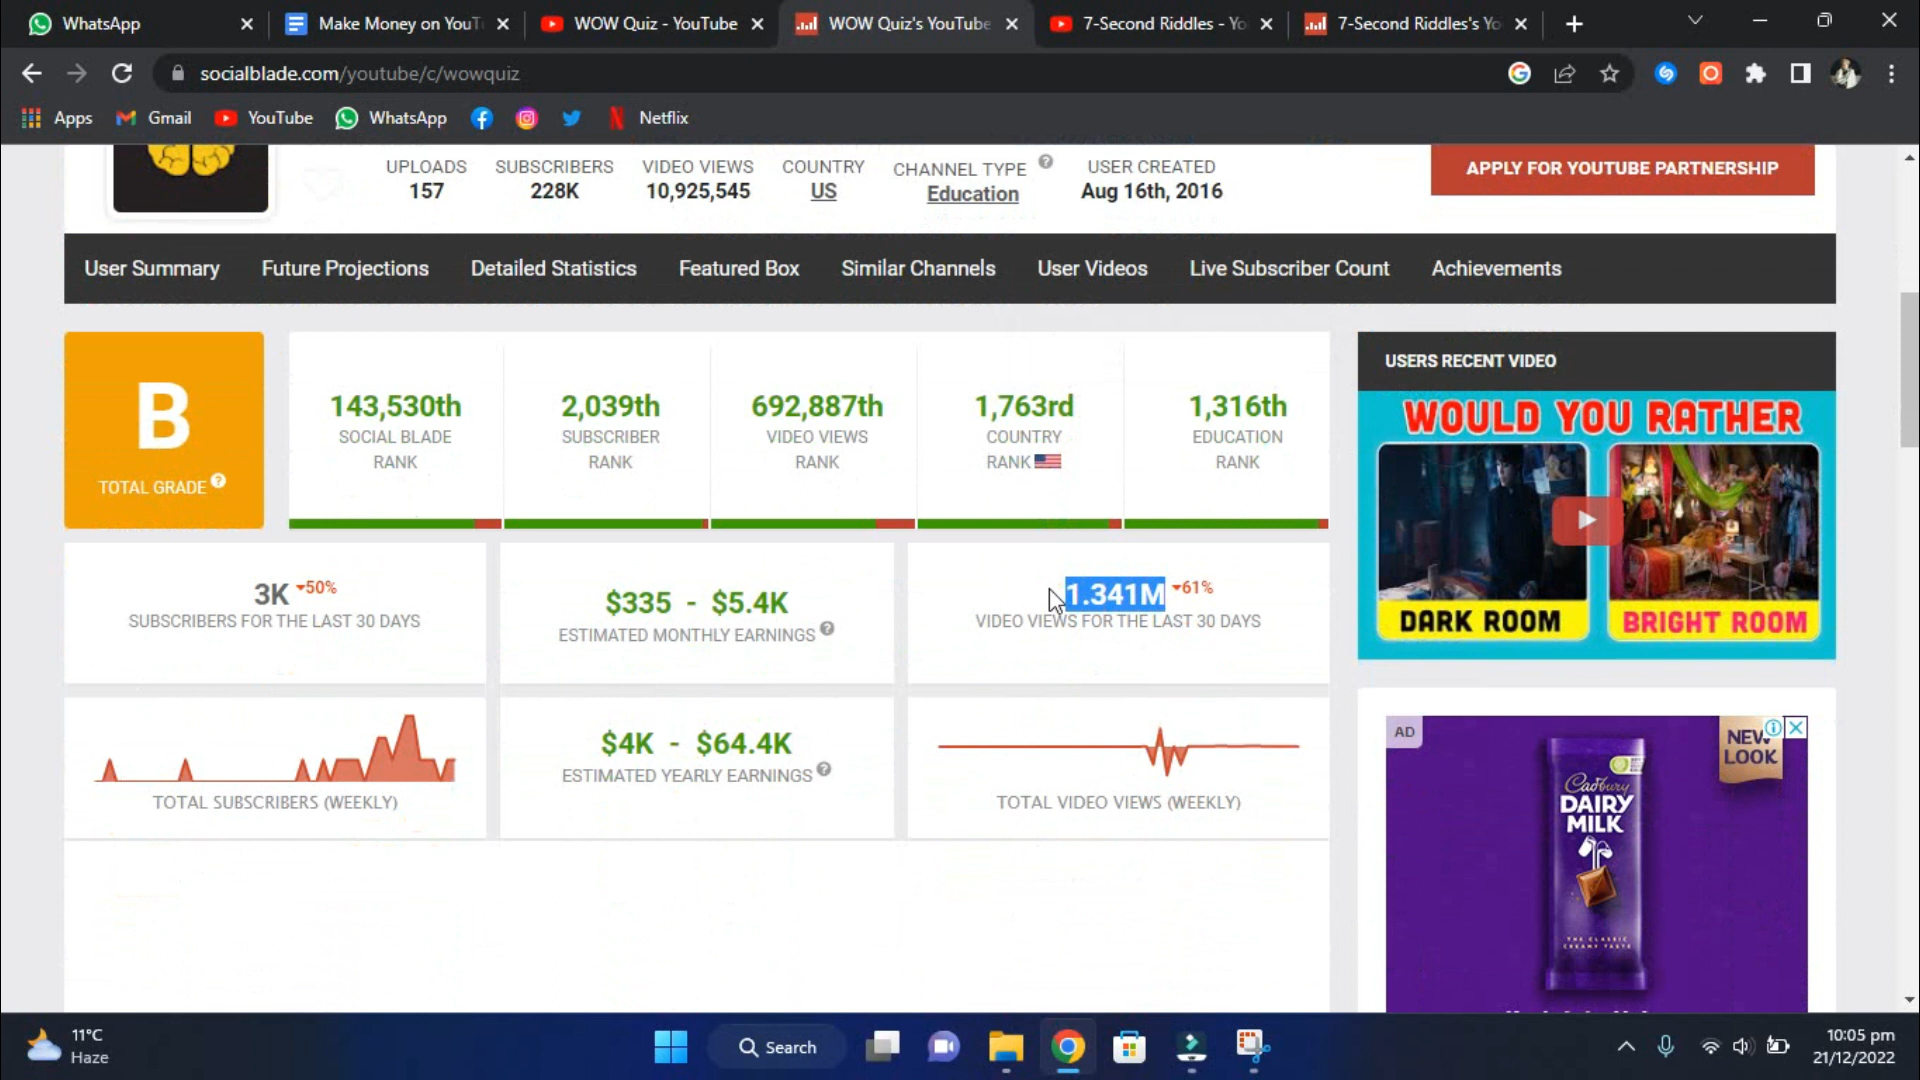 WhatsApp
Make Money on YouT
WOW Quiz - YouTube
WOW Quiz's YouTube
7-Second Riddles - Yo
7-Second Riddles's Yo
socialblade.com/youtube/c/wowquiz
Apps
Gmail
YouTube
WhatsApp
Netflix
UPLOADS
157
SUBSCRIBERS
228K
VIDEO VIEWS
10,925,545
COUNTRY
US
CHANNEL TYPE
Education
USER CREATED
Aug 16th, 2016
APPLY FOR YOUTUBE PARTNERSHIP
User Summary
Future Projections
Detailed Statistics
Featured Box
Similar Channels
User Videos
Live Subscriber Count
Achievements
B
TOTAL GRADE
143,530th
SOCIAL BLADE
RANK
2,039th
SUBSCRIBER
RANK
692,887th
VIDEO VIEWS
RANK
1,763rd
COUNTRY
RANK
1,316th
EDUCATION
RANK
USERS RECENT VIDEO
WOULD YOU RATHER
DARK ROOM
BRIGHT ROOM
3K -50%
SUBSCRIBERS FOR THE LAST 30 DAYS
$335 - $5.4K
ESTIMATED MONTHLY EARNINGS
1.341M -61%
VIDEO VIEWS FOR THE LAST 30 DAYS
TOTAL SUBSCRIBERS (WEEKLY)
$4K - $64.4K
ESTIMATED YEARLY EARNINGS
TOTAL VIDEO VIEWS (WEEKLY)
AD
NEW
LOOK
Cadbury
DAIRY
MILK
THE CLASSIC
CREAMY TASTE
11°C
Haze
Search
10:05 pm
21/12/2022